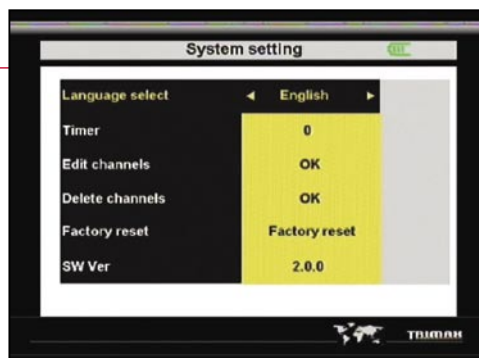 System setting
Language select ◄ English ►
Timer 0
Edit channels OK
Delete channels OK
Factory reset Factory reset
SW Ver 2.0.0
TRIMAX